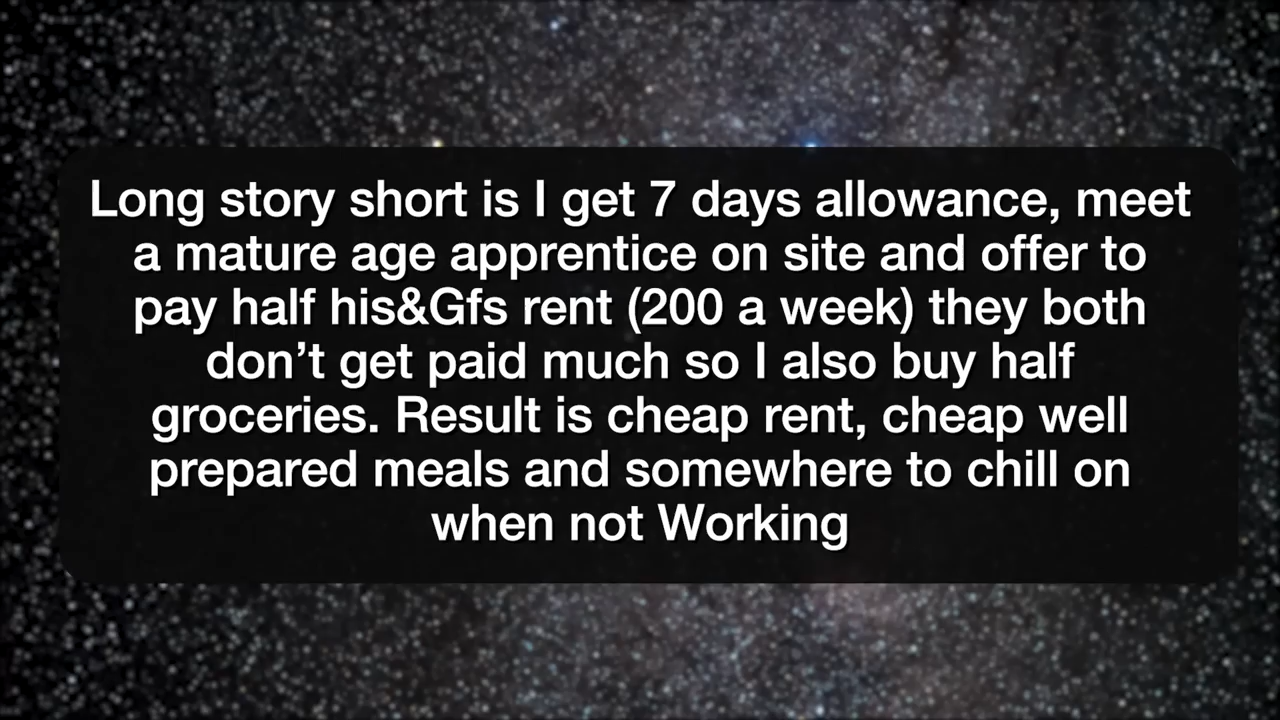 Long story short is I get 7 days allowance, meet
a mature age apprentice on site and offer to
pay half his&Gfs rent (200 a week) they both
don’t get paid much so I also buy half
groceries. Result is cheap rent, cheap well
prepared meals and somewhere to chill on
when not Working